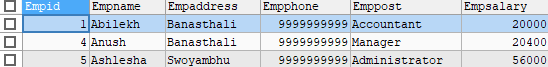 Empid Empname Empaddress Empphone Emppost Empsalary
1 Abilekh Banasthali 9999999999 Accountant 20000
4 Anush Banasthali 9999999999 Manager 20400
5 Ashlesha Swoyambhu 9999999999 Administrator 56000